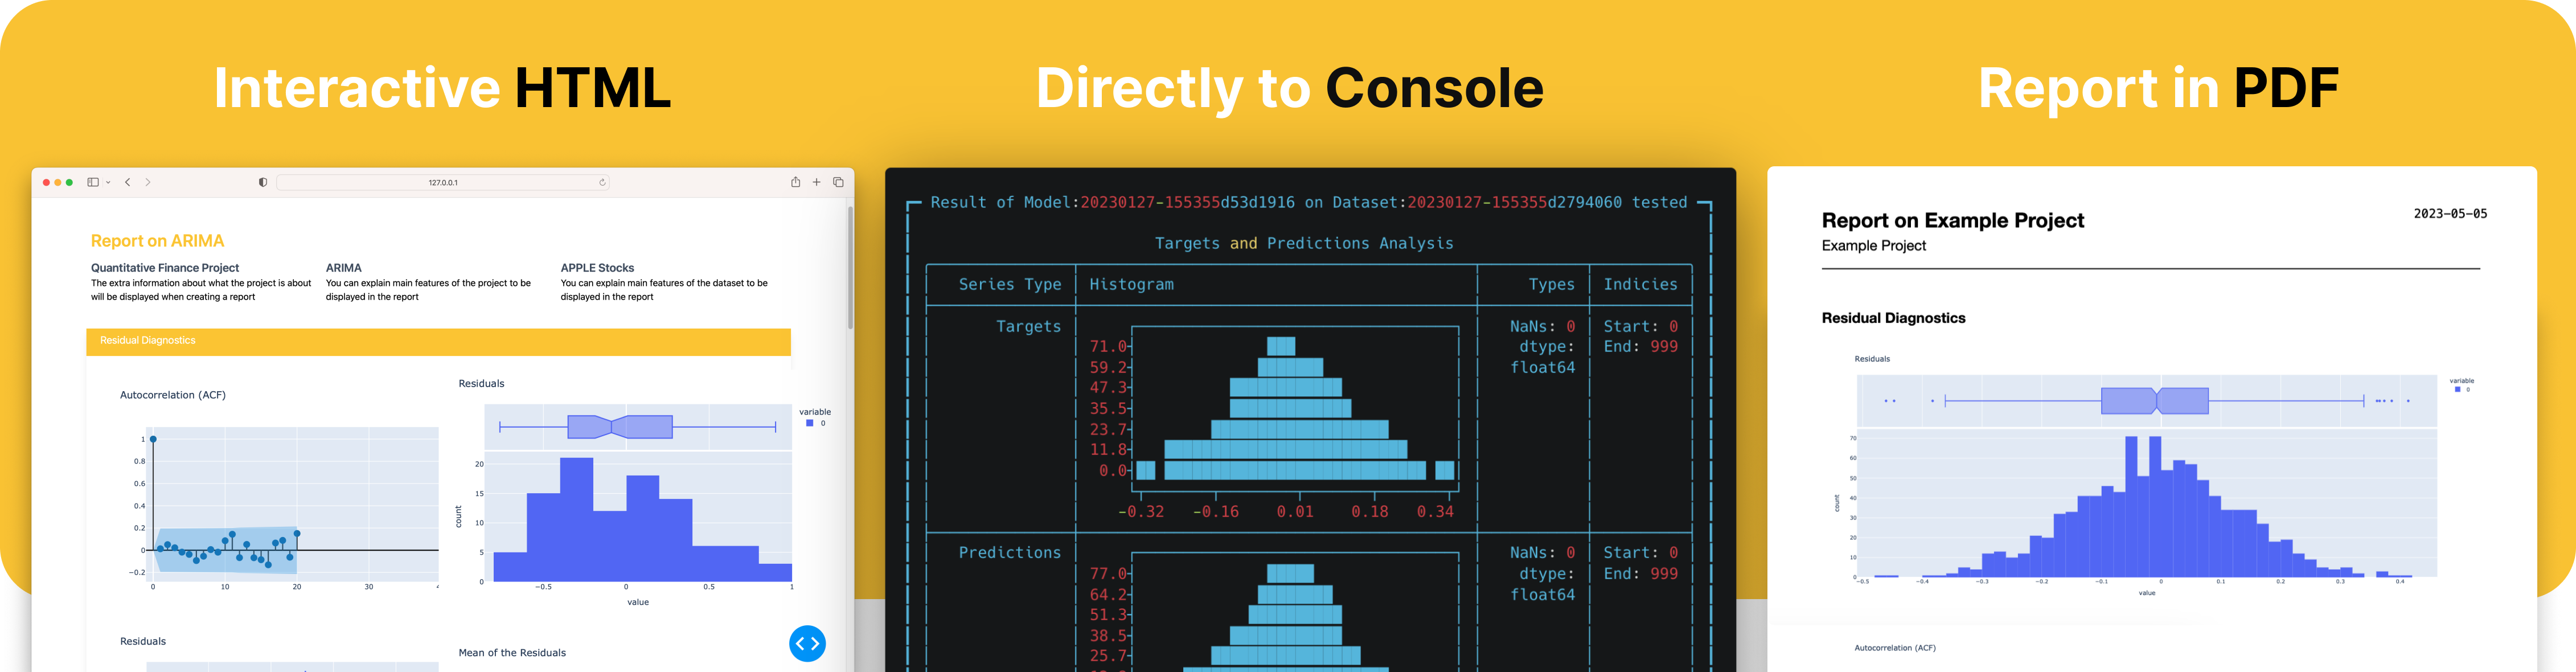 Interactive HTML
Directly to Console
Report in PDF
127.0.0.1
Report on ARIMA
Quantitative Finance Project
The extra information about what the project is about
will be displayed when creating a report
ARIMA
You can explain main features of the project to be
displayed in the report
APPLE Stocks
You can explain main features of the dataset to be
displayed in the report
Residual Diagnostics
Autocorrelation (ACF)
1
0.8
0.6
0.4
0.2
0
−0.2
0 10 20 30
Residuals
variable
0
20
15
10
5
0
count
−0.5 0 0.5 1
value
Residuals
Mean of the Residuals
< >
Result of Model:20230127-155355d53d1916 on Dataset:20230127-155355d2794060 tested
Targets and Predictions Analysis
Series Type Histogram Types Indicies
Targets NaNs: 0 Start: 0
71.0 dtype: End: 999
59.2 float64
47.3
35.5
23.7
11.8
0.0
-0.32 -0.16 0.01 0.18 0.34
Predictions NaNs: 0 Start: 0
77.0 dtype: End: 999
64.2 float64
51.3
38.5
25.7
Report on Example Project
2023-05-05
Example Project
Residual Diagnostics
Residuals
variable
0
70
60
50
40
30
20
10
0
count
−0.5 −0.4 −0.3 −0.2 −0.1 0 0.1 0.2 0.3 0.4
value
Autocorrelation (ACF)